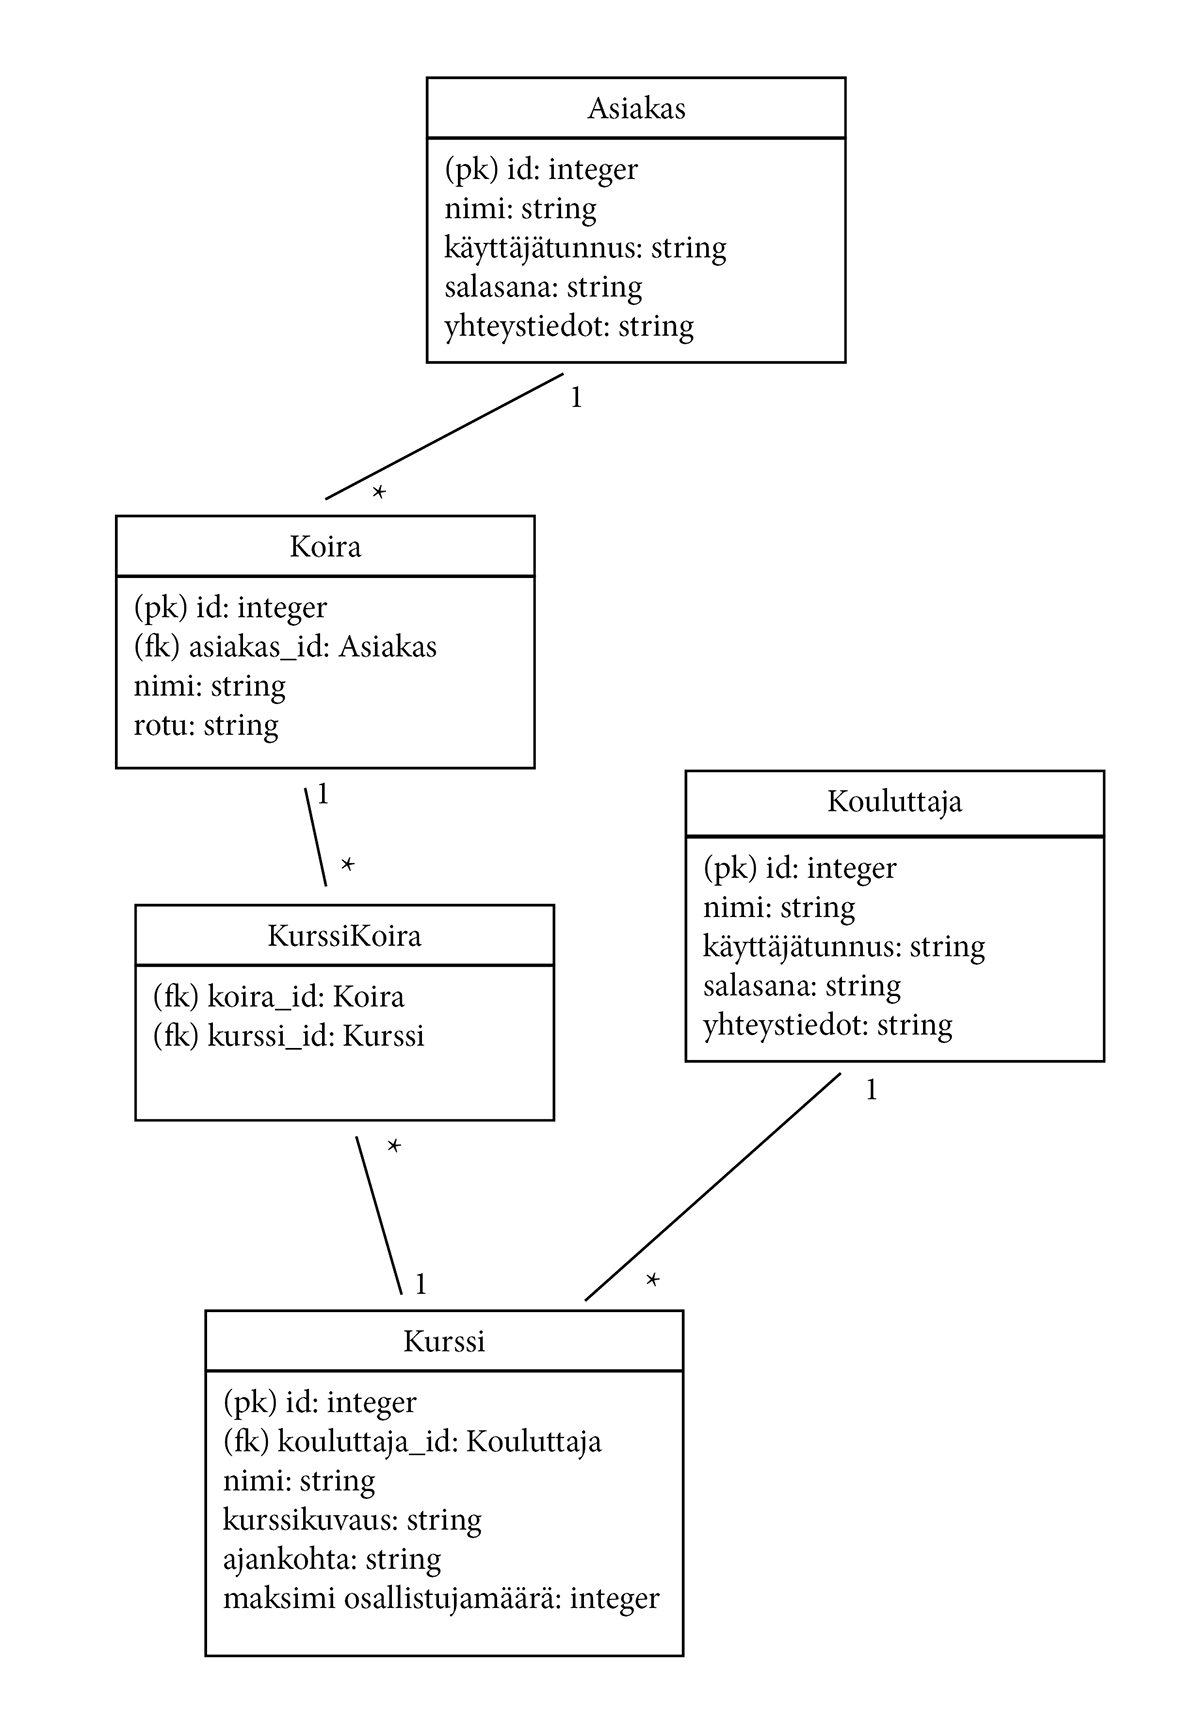 Asiakas
(pk) id: integer
nimi: string
käyttäjätunnus: string
salasana: string
yhteystiedot: string
1
*
Koira
(pk) id: integer
(fk) asiakas_id: Asiakas
nimi: string
rotu: string
1
*
KurssiKoira
(fk) koira_id: Koira
(fk) kurssi_id: Kurssi
*
1
Kouluttaja
(pk) id: integer
nimi: string
käyttäjätunnus: string
salasana: string
yhteystiedot: string
1
*
Kurssi
(pk) id: integer
(fk) kouluttaja_id: Kouluttaja
nimi: string
kurssikuvaus: string
ajankohta: string
maksimi osallistujamäärä: integer